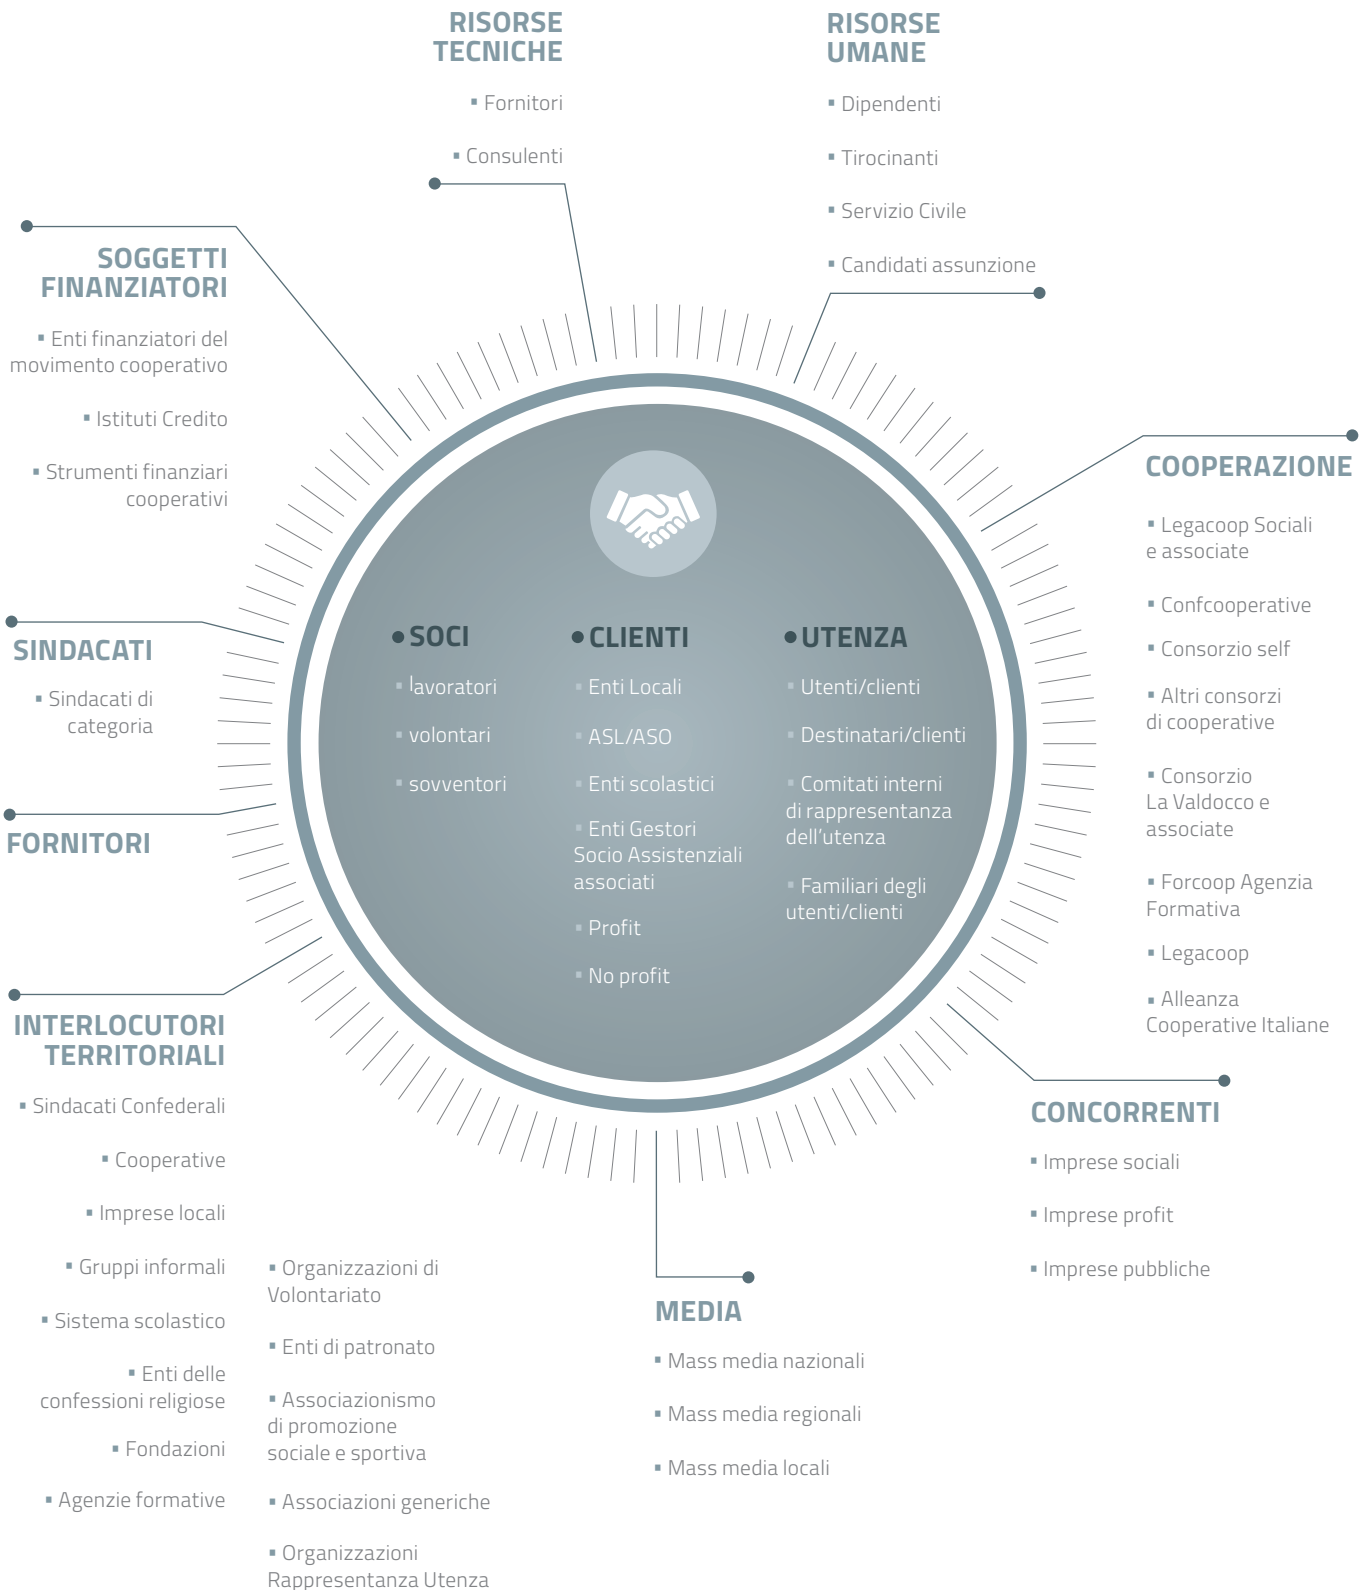 RISORSE
TECNICHE
▪ Fornitori
▪ Consulenti
RISORSE
UMANE
▪ Dipendenti
▪ Tirocinanti
▪ Servizio Civile
▪ Candidati assunzione
SOGGETTI
FINANZIATORI
▪ Enti finanziatori del
movimento cooperativo
▪ Istituti Credito
▪ Strumenti finanziari
cooperativi
SINDACATI
▪ Sindacati di
categoria
FORNITORI
● SOCI
▪ lavoratori
▪ volontari
▪ sovventori
● CLIENTI
▪ Enti Locali
▪ ASL/ASO
▪ Enti scolastici
▪ Enti Gestori
Socio Assistenziali
associati
▪ Profit
▪ No profit
● UTENZA
▪ Utenti/clienti
▪ Destinatari/clienti
▪ Comitati interni
di rappresentanza
dell'utenza
▪ Familiari degli
utenti/clienti
COOPERAZIONE
▪ Legacoop Sociali
e associate
▪ Confcooperative
▪ Consorzio self
▪ Altri consorzi
di cooperative
▪ Consorzio
La Valdocco e
associate
▪ Forcoop Agenzia
Formativa
▪ Legacoop
▪ Alleanza
Cooperative Italiane
INTERLOCUTORI
TERRITORIALI
▪ Sindacati Confederali
▪ Cooperative
▪ Imprese locali
▪ Gruppi informali
▪ Sistema scolastico
▪ Enti delle
confessioni religiose
▪ Fondazioni
▪ Agenzie formative
▪ Organizzazioni di
Volontariato
▪ Enti di patronato
▪ Associazionismo
di promozione
sociale e sportiva
▪ Associazioni generiche
▪ Organizzazioni
Rappresentanza Utenza
MEDIA
▪ Mass media nazionali
▪ Mass media regionali
▪ Mass media locali
CONCORRENTI
▪ Imprese sociali
▪ Imprese profit
▪ Imprese pubbliche